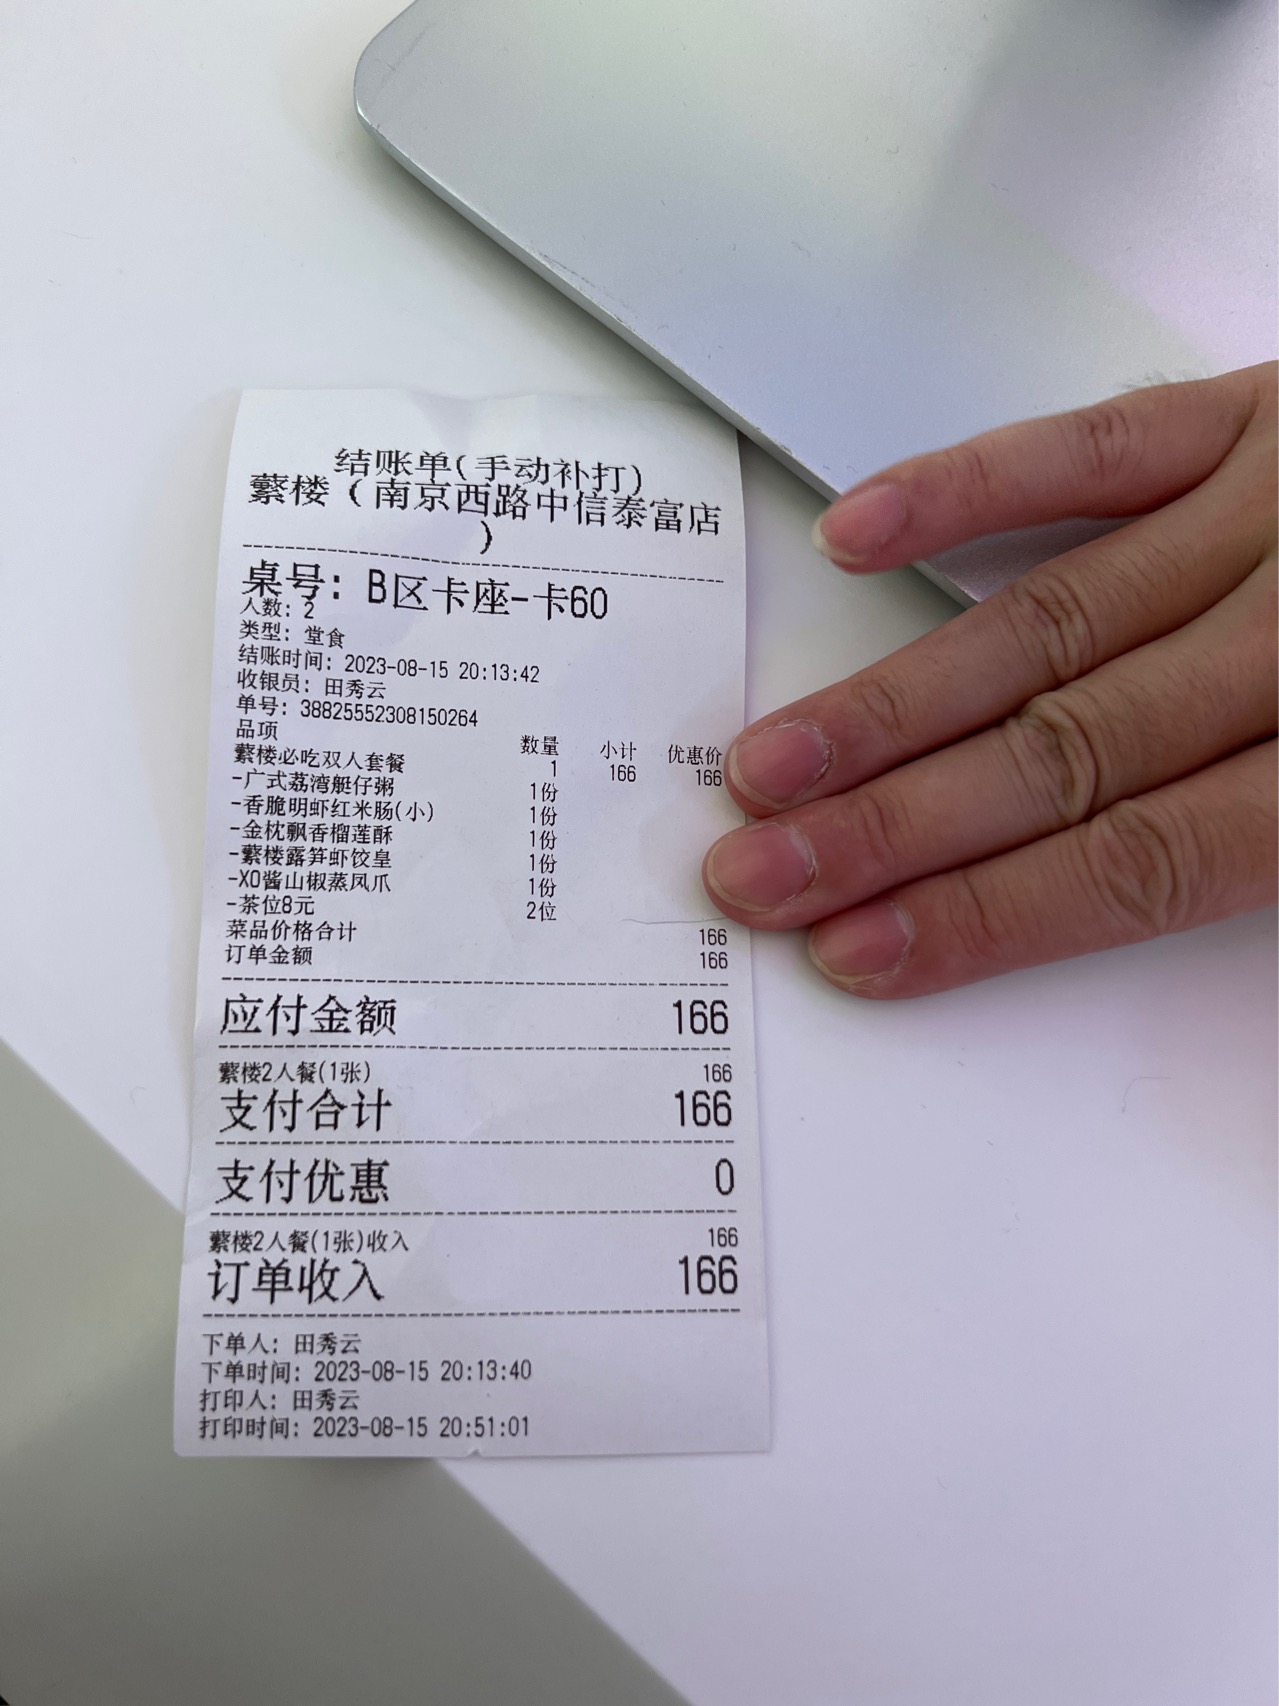 结账单(手动补打)
蘩楼(南京西路中信泰富店
)
桌号: B区卡座-卡60
人数: 2
类型: 堂食
结账时间: 2023-08-15 20:13:42
收银员: 田秀云
单号: 38825552308150264
品项 数量 小计 优惠价
蘩楼必吃双人套餐 1 166 166
-广式荔湾艇仔粥 1份
-香脆明虾红米肠(小) 1份
-金枕飘香榴莲酥 1份
-蘩楼露笋虾饺皇 1份
-XO酱山椒蒸凤爪 1份
-茶位8元 2位
菜品价格合计 166
订单金额 166
应付金额 166
蘩楼2人餐(1张) 166
支付合计 166
支付优惠 0
蘩楼2人餐(1张)收入 166
订单收入 166
下单人: 田秀云
下单时间: 2023-08-15 20:13:40
打印人: 田秀云
打印时间: 2023-08-15 20:51:01